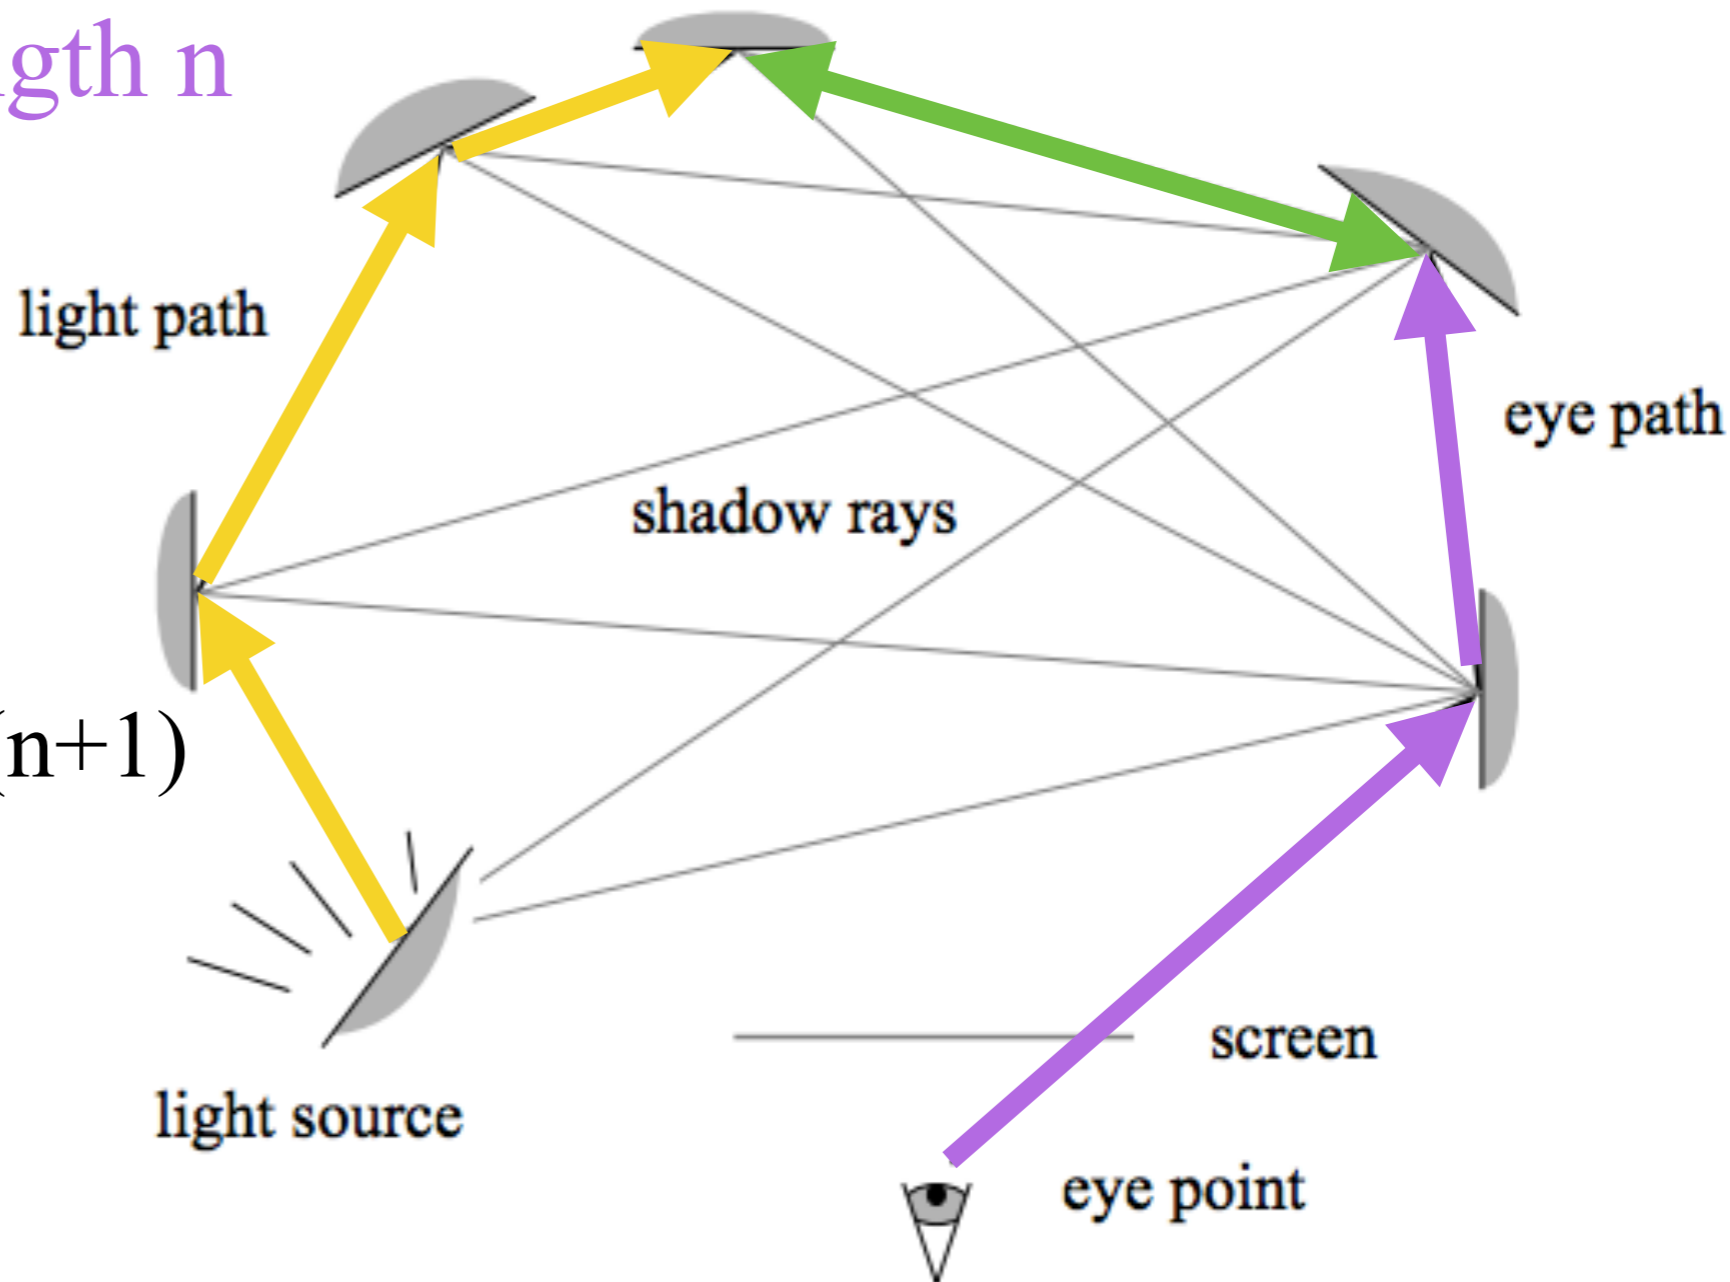 gth n
light path
eye path
shadow rays
(n+1)
screen
light source
eye point